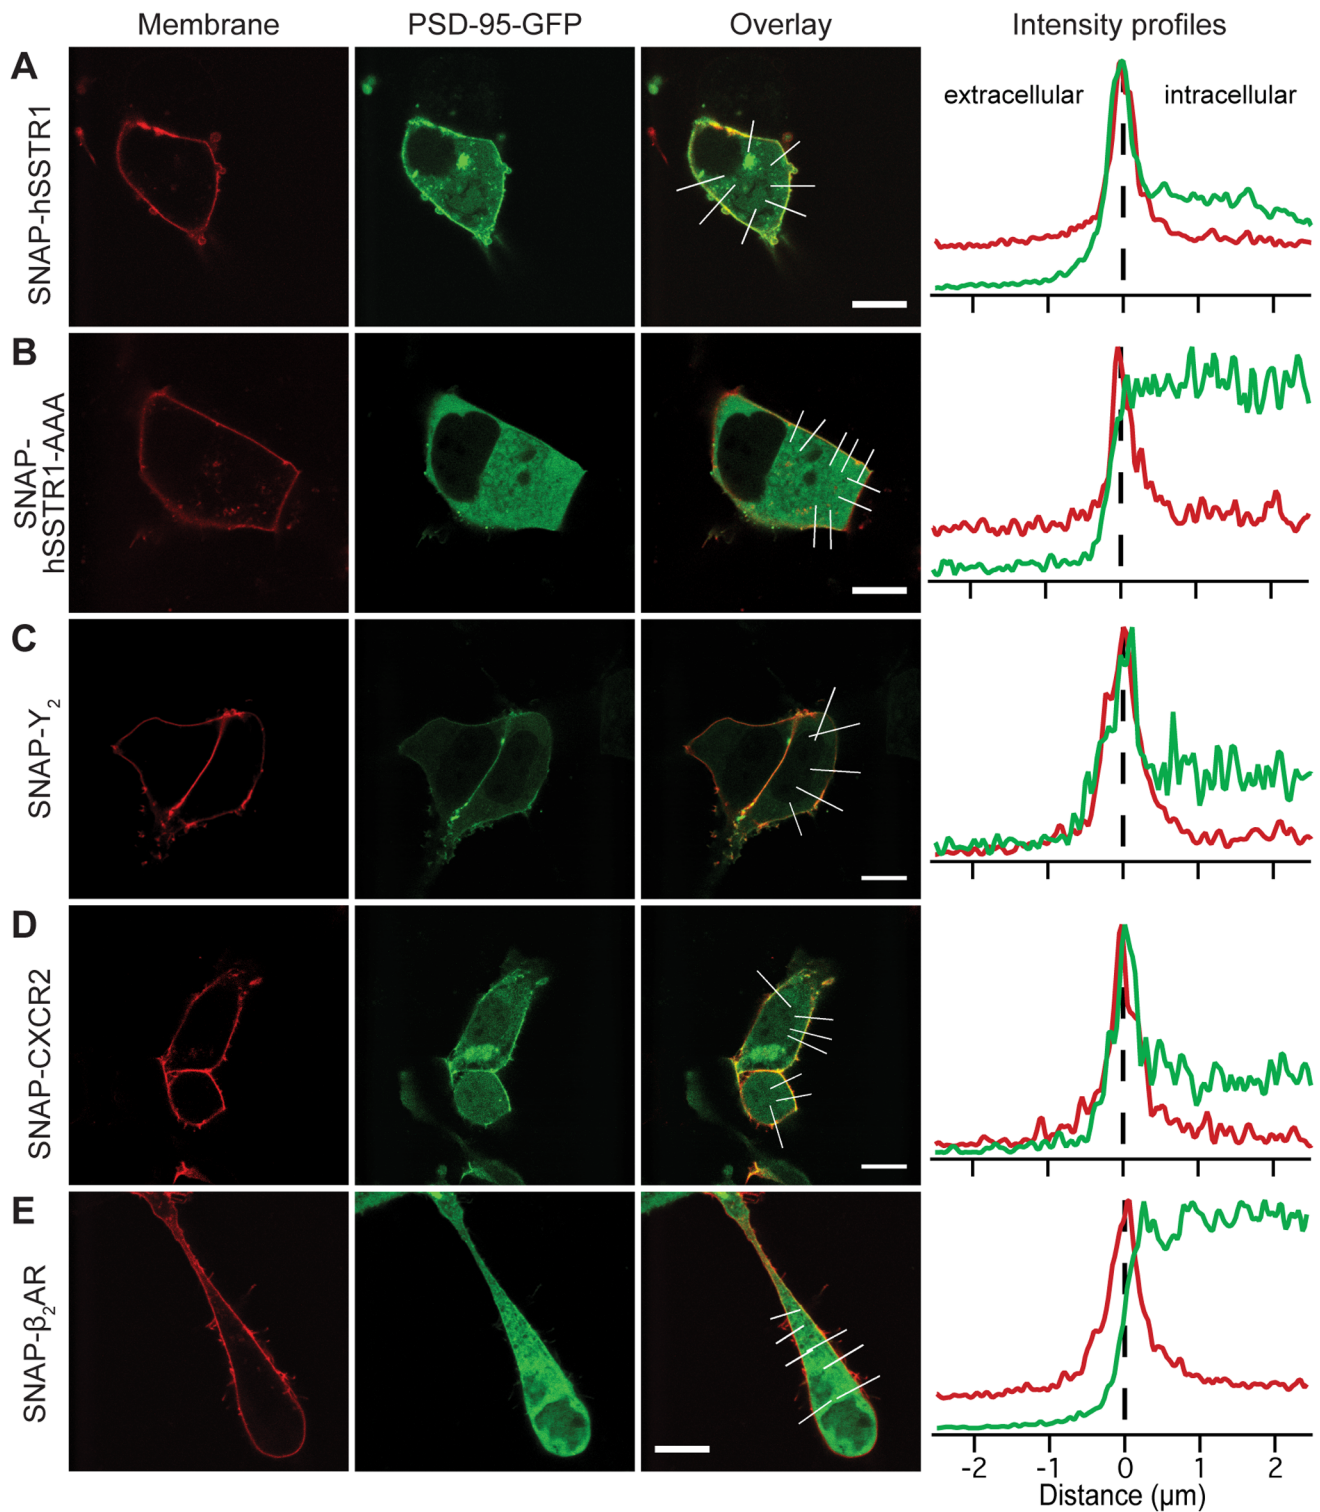 Membrane PSD-95-GFP Overlay Intensity profiles
A
SNAP-hSSTR1
extracellular intracellular
B
SNAP-
hSSTR1-AAA
C
SNAP-Y₂
D
SNAP-CXCR2
E
SNAP-β₂AR
-2 -1 0 1 2
Distance (μm)